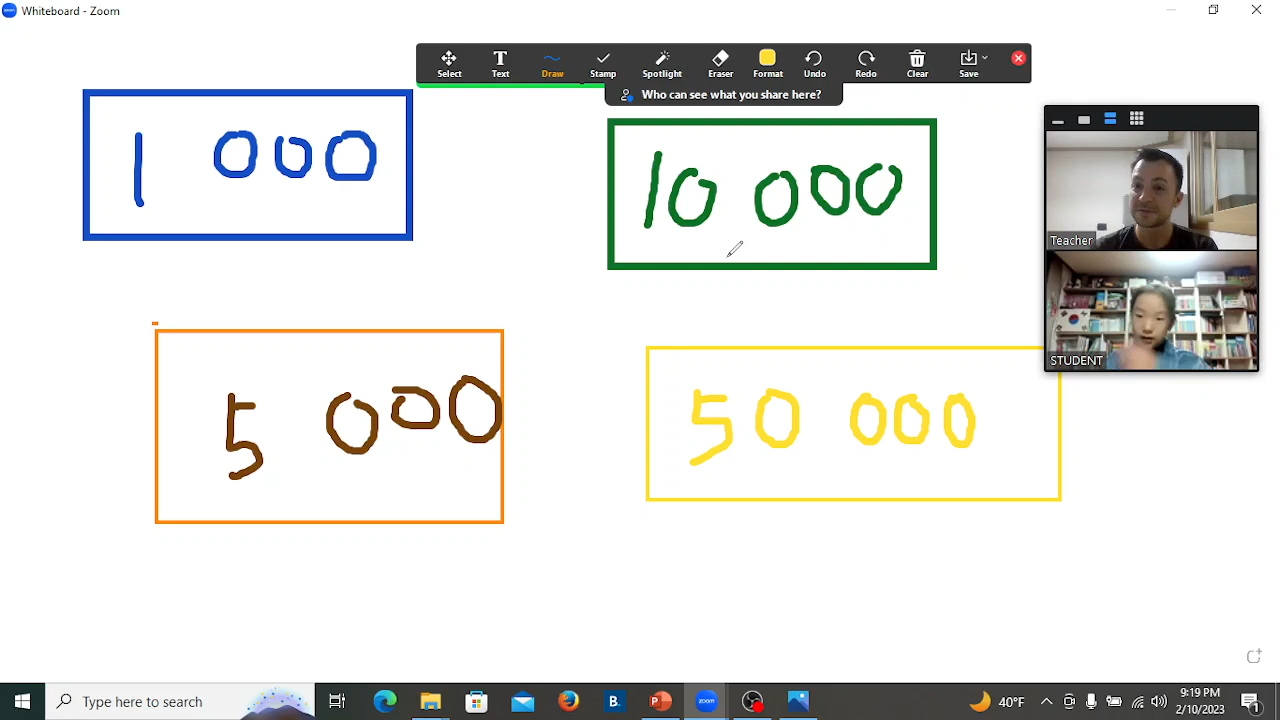 Whiteboard - Zoom
Select Text Draw Stamp Spotlight Eraser Format Undo Redo Clear Save
Who can see what you share here?
1 000
10 000
Teacher
STUDENT
5 000
50 000
Type here to search
40°F
9:19 PM
2/10/2023
1